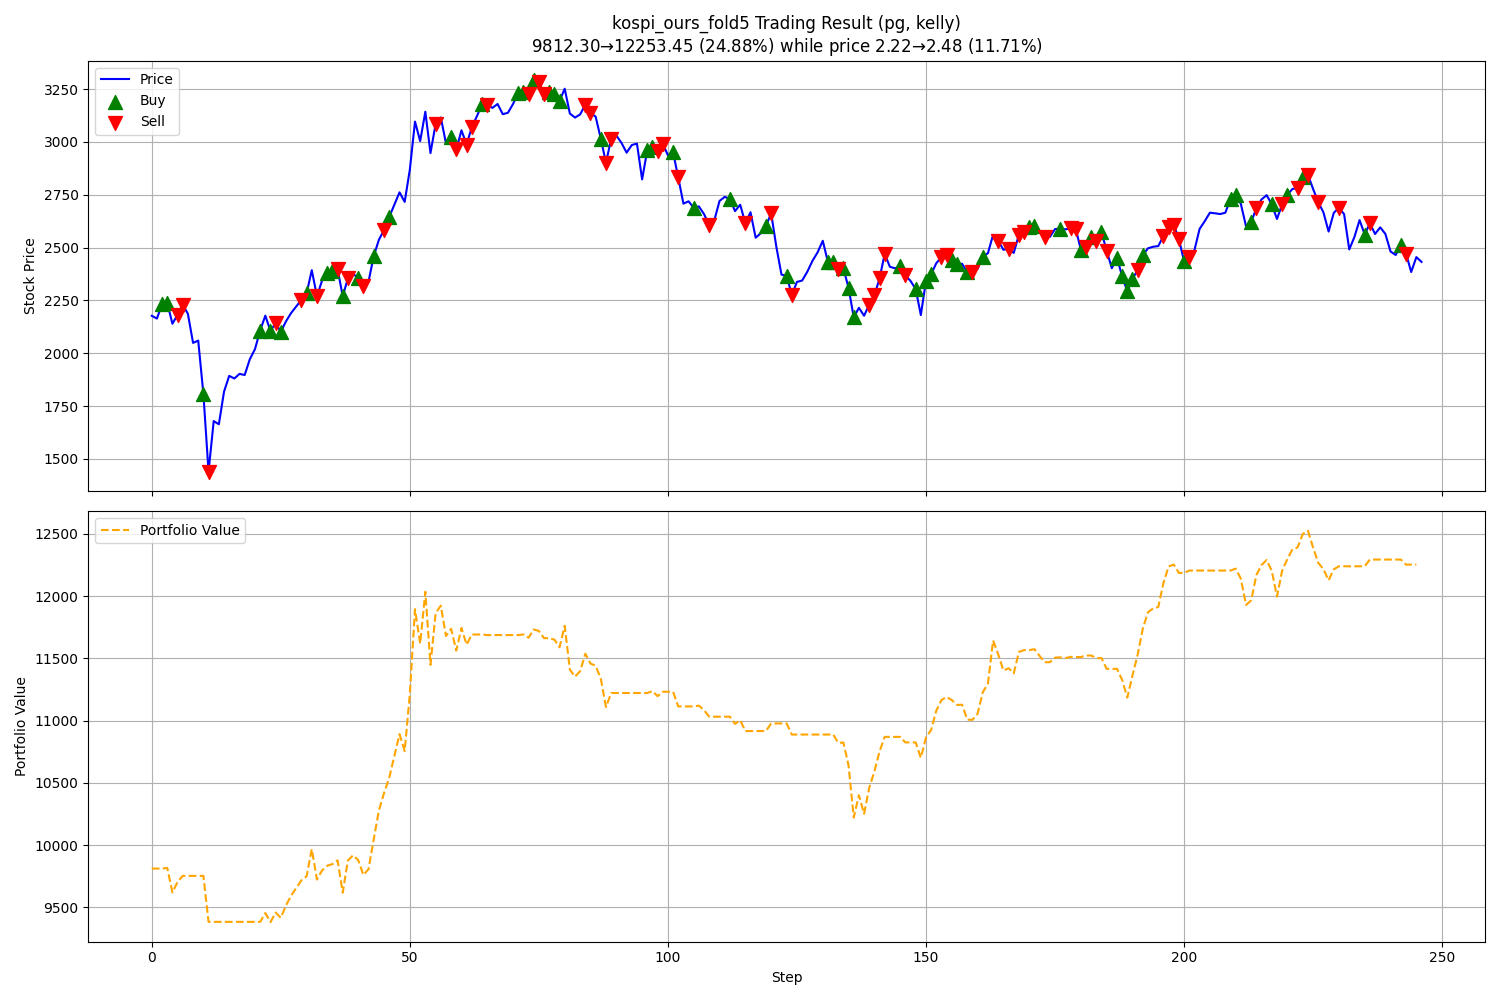 kospi_ours_fold5 Trading Result (pg, kelly)
9812.30→12253.45 (24.88%) while price 2.22→2.48 (11.71%)
Price
Buy
Sell
Stock Price
3250
3000
2750
2500
2250
2000
1750
1500
Portfolio Value
Portfolio Value
12500
12000
11500
11000
10500
10000
9500
0
50
100
150
200
250
Step